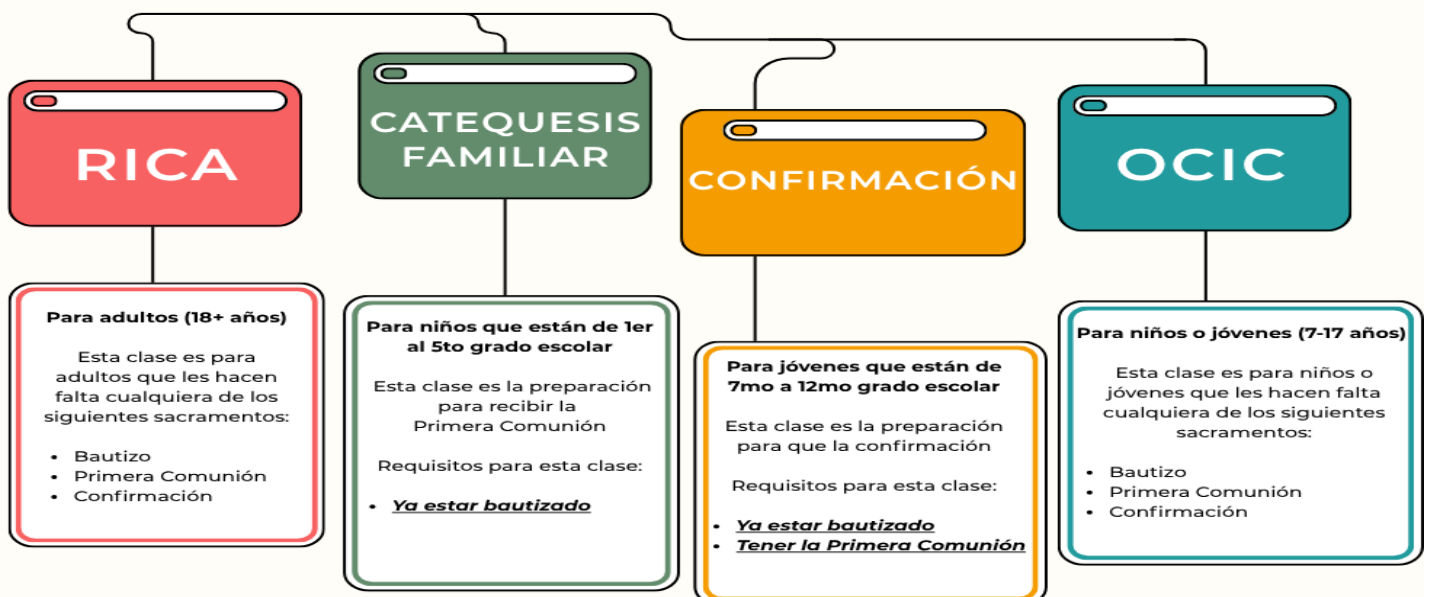 RICA
Para adultos (18+ años)
Esta clase es para
adultos que les hacen
falta cualquiera de los
siguientes sacramentos:
• Bautizo
• Primera Comunión
• Confirmación
CATEQUESIS
FAMILIAR
Para niños que están de 1er
al 5to grado escolar
Esta clase es la preparación
para recibir la
Primera Comunión
Requisitos para esta clase:
• Ya estar bautizado
CONFIRMACIÓN
Para jóvenes que están de
7mo a 12mo grado escolar
Esta clase es la preparación
para que la confirmación
Requisitos para esta clase:
• Ya estar bautizado
• Tener la Primera Comunión
OCIC
Para niños o jóvenes (7-17 años)
Esta clase es para niños o
jóvenes que les hacen falta
cualquiera de los siguientes
sacramentos:
• Bautizo
• Primera Comunión
• Confirmación